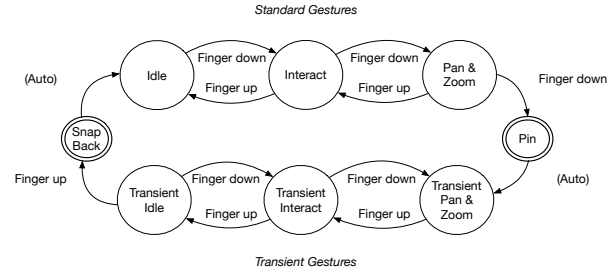 Standard Gestures
Finger down
Finger down
(Auto)
Idle
Interact
Pan &
Zoom
Finger down
Finger up
Finger up
Snap
Back
Pin
Finger up
(Auto)
Finger down
Finger down
Transient
Idle
Transient
Interact
Transient
Pan &
Zoom
Finger up
Finger up
Transient Gestures